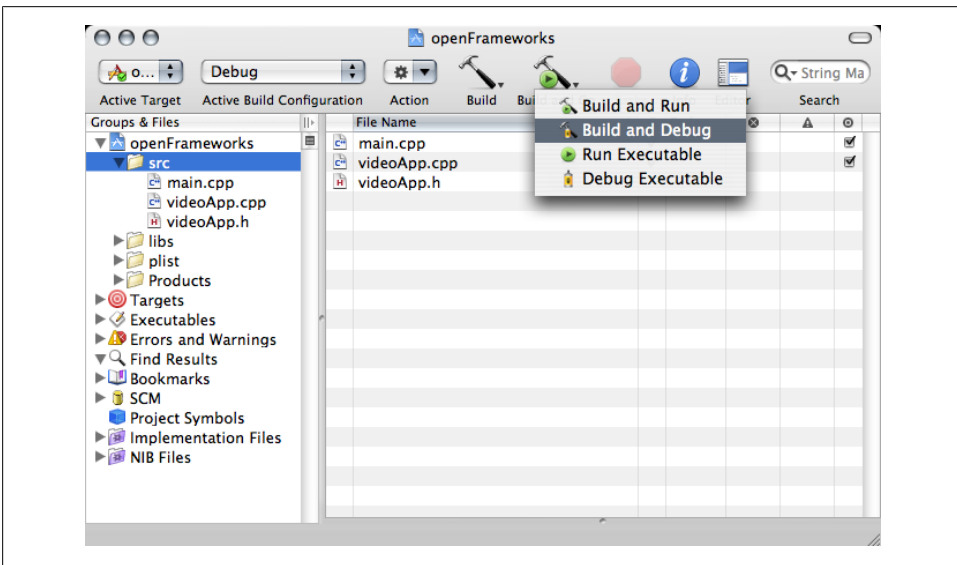 openFrameworks
o...
Debug
String Ma
Active Target
Active Build Configuration
Action
Build
Search
Build and Run
Build and Debug
Run Executable
Debug Executable
Groups & Files
File Name
openFrameworks
src
main.cpp
videoApp.cpp
videoApp.h
libs
plist
Products
Targets
Executables
Errors and Warnings
Find Results
Bookmarks
SCM
Project Symbols
Implementation Files
NIB Files
main.cpp
videoApp.cpp
videoApp.h